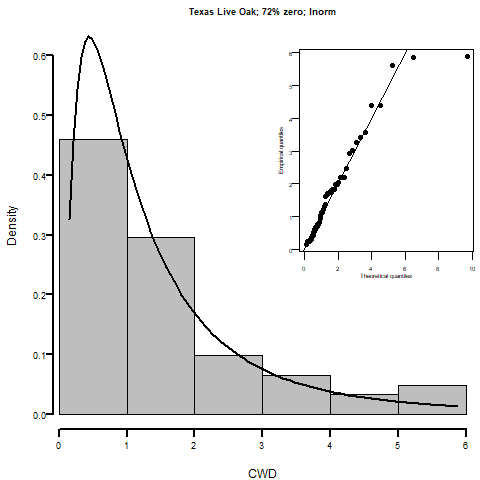 Texas Live Oak; 72% zero; lnorm
Density
0.6
0.5
0.4
0.3
0.2
0.1
0.0
0 1 2 3 4 5 6
CWD
Empirical quantiles
6
5
4
3
2
1
0
0 2 4 6 8 10
Theoretical quantiles